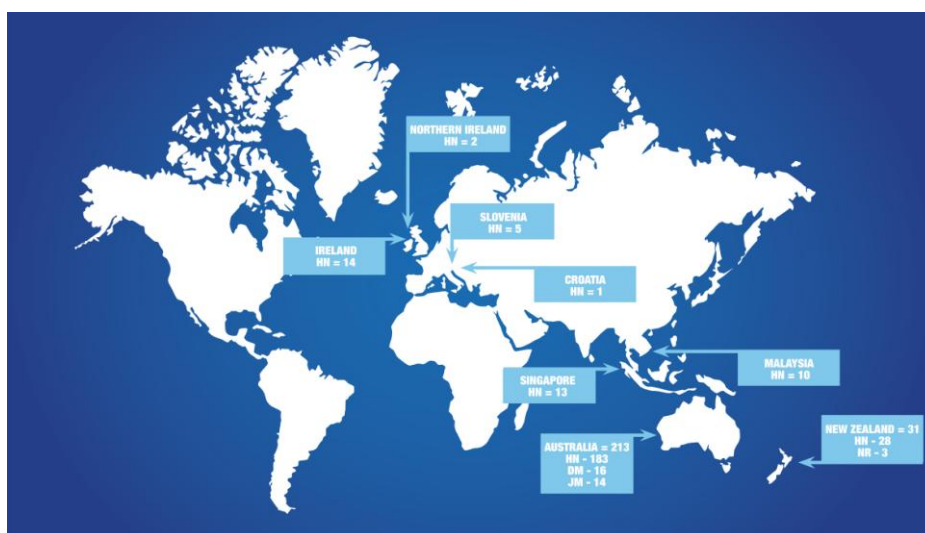 NORTHERN IRELAND
HN = 2
SLOVENIA
HN = 5
IRELAND
HN = 14
CROATIA
HN = 1
MALAYSIA
HN = 10
SINGAPORE
HN = 13
NEW ZEALAND = 31
HN - 28
NR - 3
AUSTRALIA = 213
HN - 183
DM - 16
JM - 14